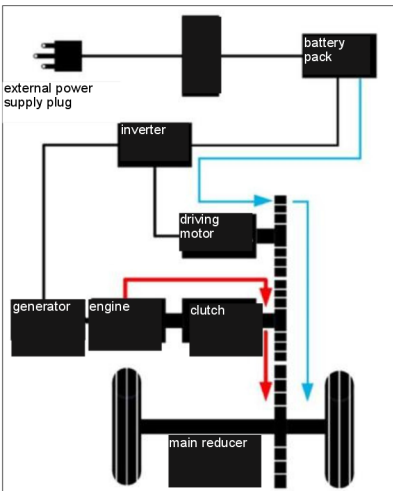 battery
pack
external power
supply plug
inverter
driving
motor
generator
engine
clutch
main reducer